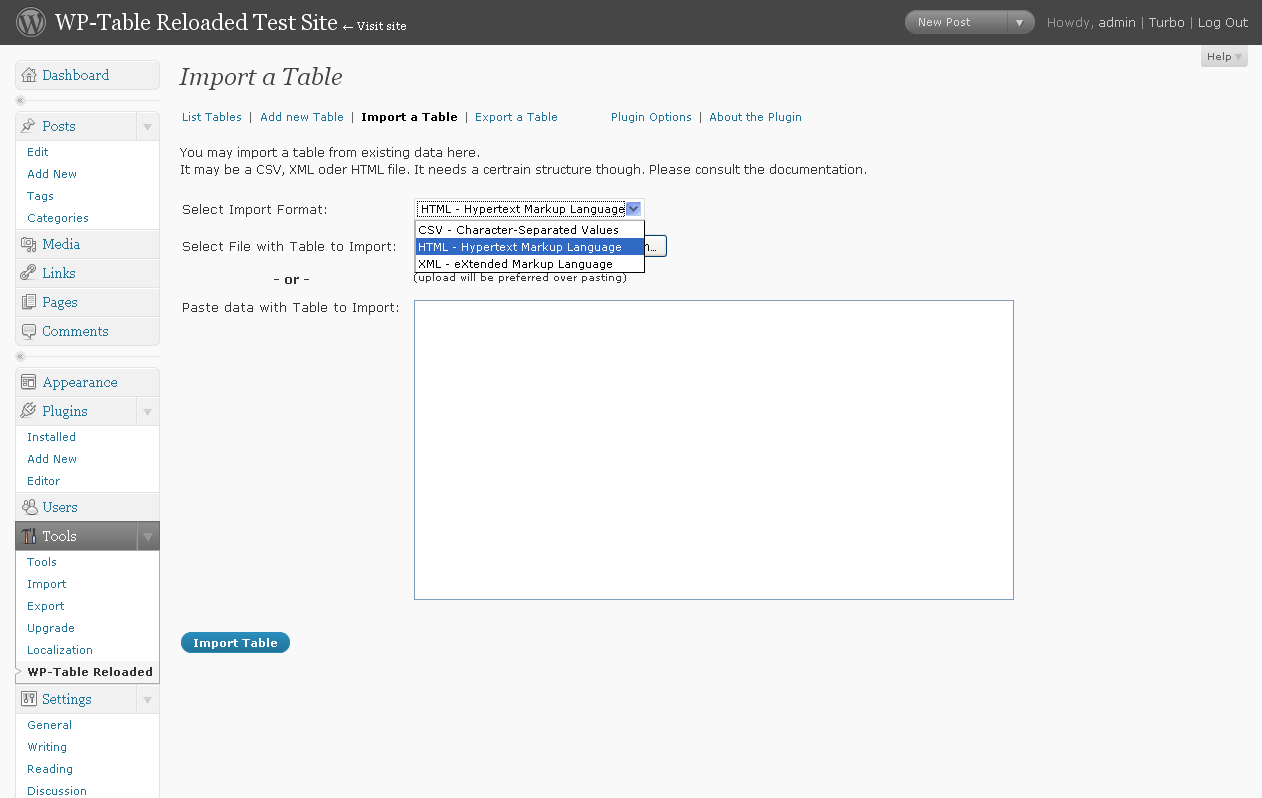 WP-Table Reloaded Test Site ← Visit site
New Post
Howdy, admin | Turbo | Log Out
Help
Dashboard
Posts
Edit
Add New
Tags
Categories
Media
Links
Pages
Comments
Appearance
Plugins
Installed
Add New
Editor
Users
Tools
Tools
Import
Export
Upgrade
Localization
WP-Table Reloaded
Settings
General
Writing
Reading
Discussion
Import a Table
List Tables | Add new Table | Import a Table | Export a Table Plugin Options | About the Plugin
You may import a table from existing data here.
It may be a CSV, XML oder HTML file. It needs a certrain structure though. Please consult the documentation.
Select Import Format: HTML - Hypertext Markup Language
CSV - Character-Separated Values
HTML - Hypertext Markup Language
XML - eXtended Markup Language
Select File with Table to Import:
- or - (upload will be preferred over pasting)
Paste data with Table to Import:
Import Table